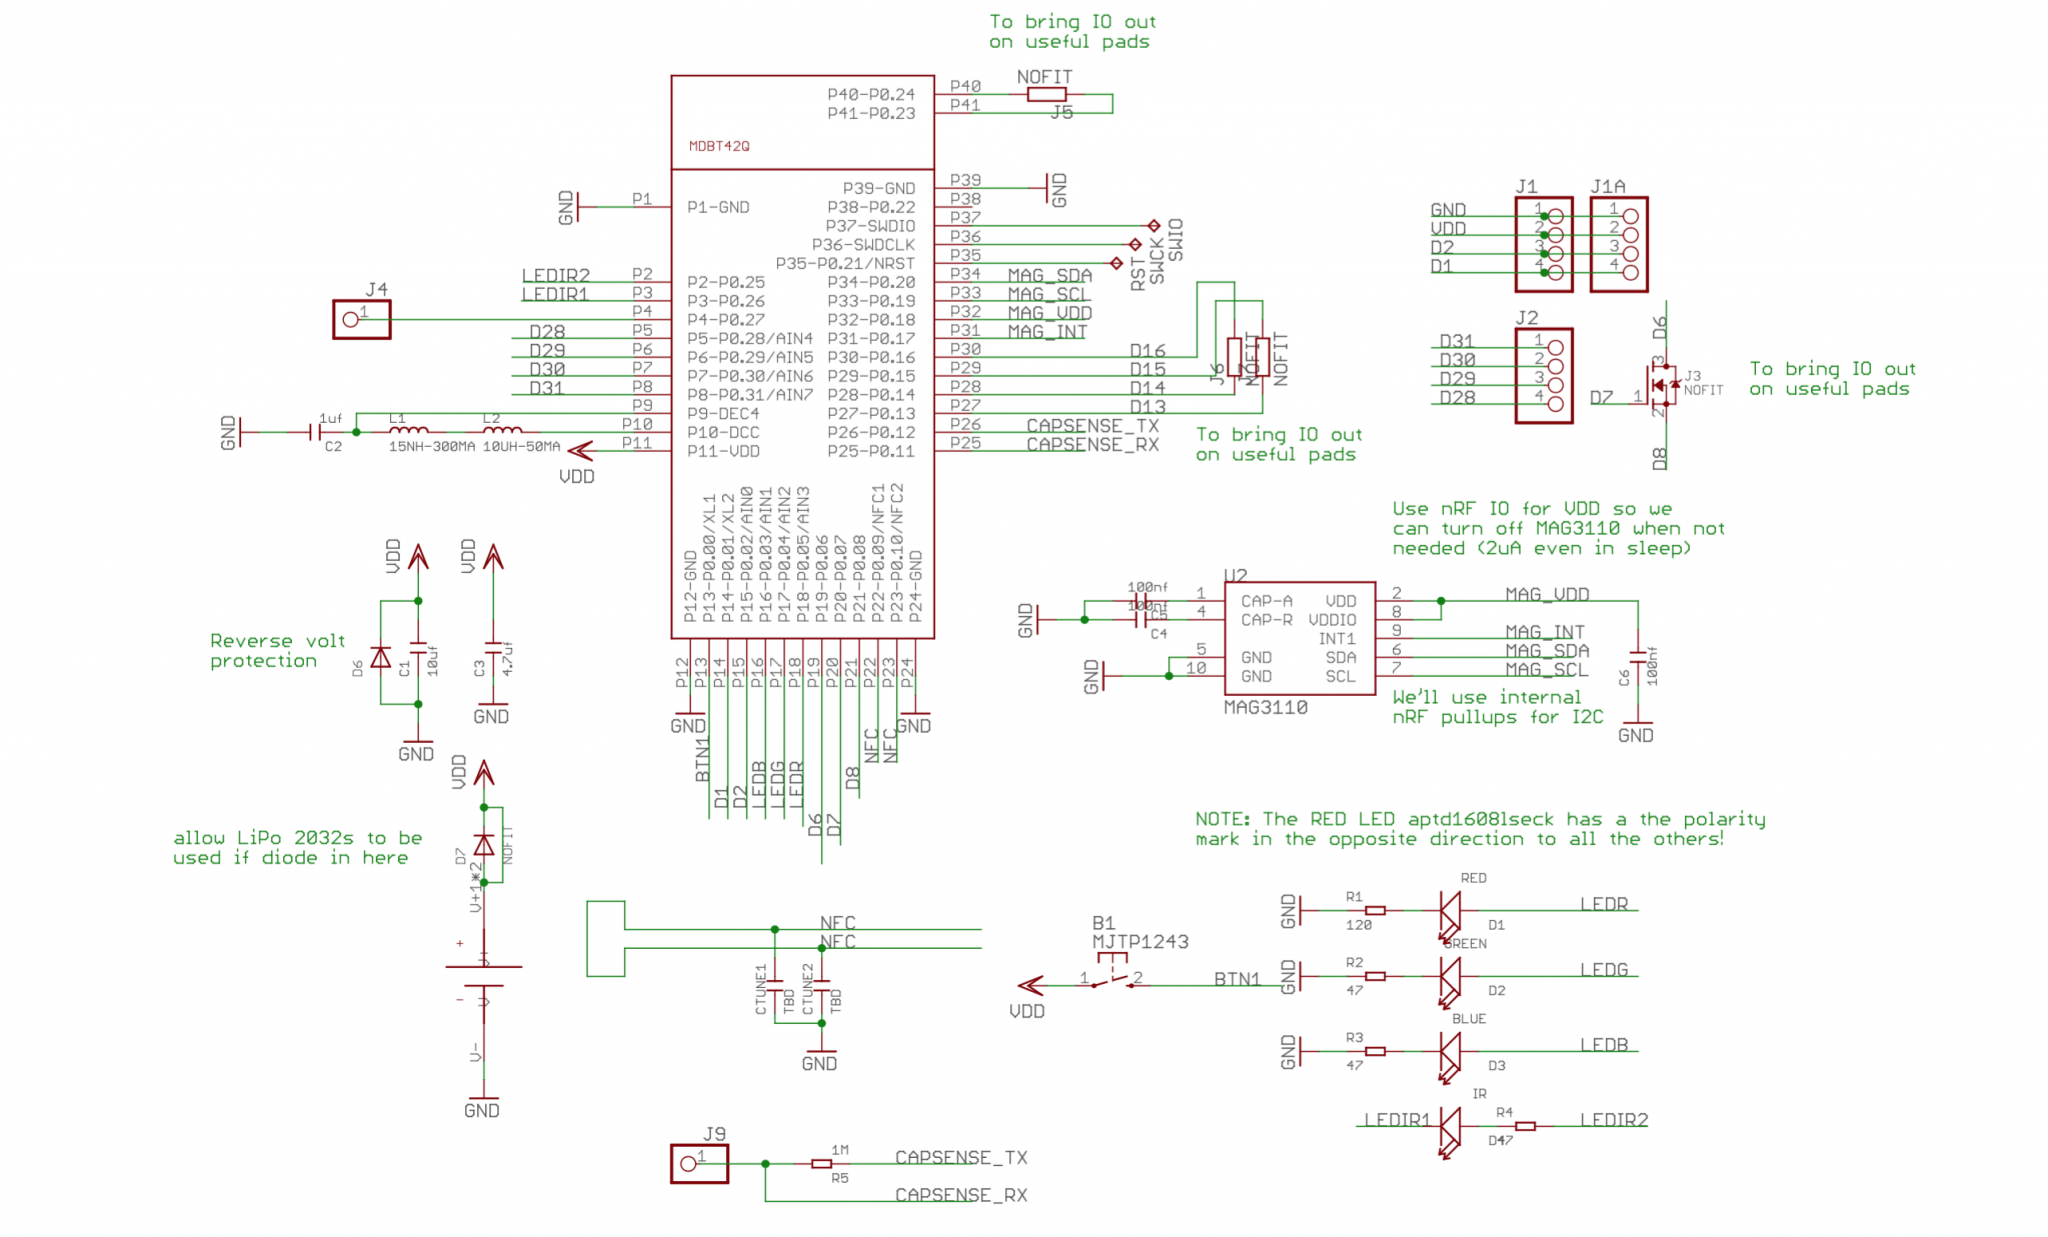 To bring IO out
on useful pads
NOFIT
J5
P40-P0.24
P40
P41-P0.23
P41
MDBT42Q
P39-GND
P39
GND
P38-P0.22
P38
P37-SWDIO
P37
SWIO
P36-SWDCLK
P36
SWCK
P35-P0.21/NRST
P35
RST
GND
P1
P1-GND
LEDIR2
P2
P2-P0.25
P34-P0.20
P34
MAG_SDA
LEDIR1
P3
P3-P0.26
P33-P0.19
P33
MAG_SCL
J4
1
P4
P4-P0.27
P32-P0.18
P32
MAG_VDD
D28
P5
P5-P0.28/AIN4
P31-P0.17
P31
MAG_INT
D29
P6
P6-P0.29/AIN5
P30-P0.16
P30
D16
D30
P7
P7-P0.30/AIN6
P29-P0.15
P29
D15
D31
P8
P8-P0.31/AIN7
P28-P0.14
P28
D14
P9
P9-DEC4
P27-P0.13
P27
D13
P10
P10-DCC
P26-P0.12
P26
CAPSENSE_TX
P11
P11-VDD
P25-P0.11
P25
CAPSENSE_RX
J6
NOFIT
J7
NOFIT
To bring IO out
on useful pads
GND
1uf
C2
L1
15NH-300MA
L2
10UH-50MA
VDD
P12-GND
P13-P0.00/XL1
P14-P0.01/XL2
P15-P0.02/AIN0
P16-P0.03/AIN1
P17-P0.04/AIN2
P18-P0.05/AIN3
P19-P0.06
P20-P0.07
P21-P0.08
P22-P0.09/NFC1
P23-P0.10/NFC2
P24-GND
P12
P13
P14
P15
P16
P17
P18
P19
P20
P21
P22
P23
P24
GND
BTN1
D1
D2
LEDB
LEDG
LEDR
D6
D7
D8
NFC
NFC
GND
J1
J1A
GND
1
1
VDD
2
2
D2
3
3
D1
4
4
J2
D31
1
D30
2
D29
3
D28
4
D6
3
D7
1
2
D8
J3
NOFIT
To bring IO out
on useful pads
Use nRF IO for VDD so we
can turn off MAG3110 when not
needed (2uA even in sleep)
U2
GND
100nf
C5
100nf
C4
1
CAP-A
VDD
2
MAG_VDD
4
CAP-R
VDDIO
8
INT1
9
MAG_INT
GND
5
GND
SDA
6
MAG_SDA
10
GND
SCL
7
MAG_SCL
MAG3110
C6
100nf
GND
We'll use internal
nRF pullups for I2C
VDD
VDD
Reverse volt
protection
D6
C1
10uf
C3
4.7uf
GND
GND
VDD
allow LiPo 2032s to be
used if diode in here
D7
NOFIT
V+1*2
+
-
V-
GND
NFC
NFC
CTUNE1
TBD
CTUNE2
TBD
GND
B1
MJTP1243
1
2
BTN1
VDD
NOTE: The RED LED aptd1608lseck has a the polarity
mark in the opposite direction to all the others!
RED
GND
R1
120
D1
LEDR
GREEN
GND
R2
47
D2
LEDG
BLUE
GND
R3
47
D3
LEDB
IR
LEDIR1
R4
47
LEDIR2
J9
1
1M
R5
CAPSENSE_TX
CAPSENSE_RX